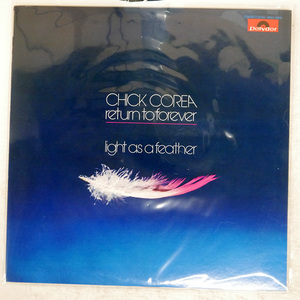 Polydor
CHICK COREA
return to forever
light as a feather